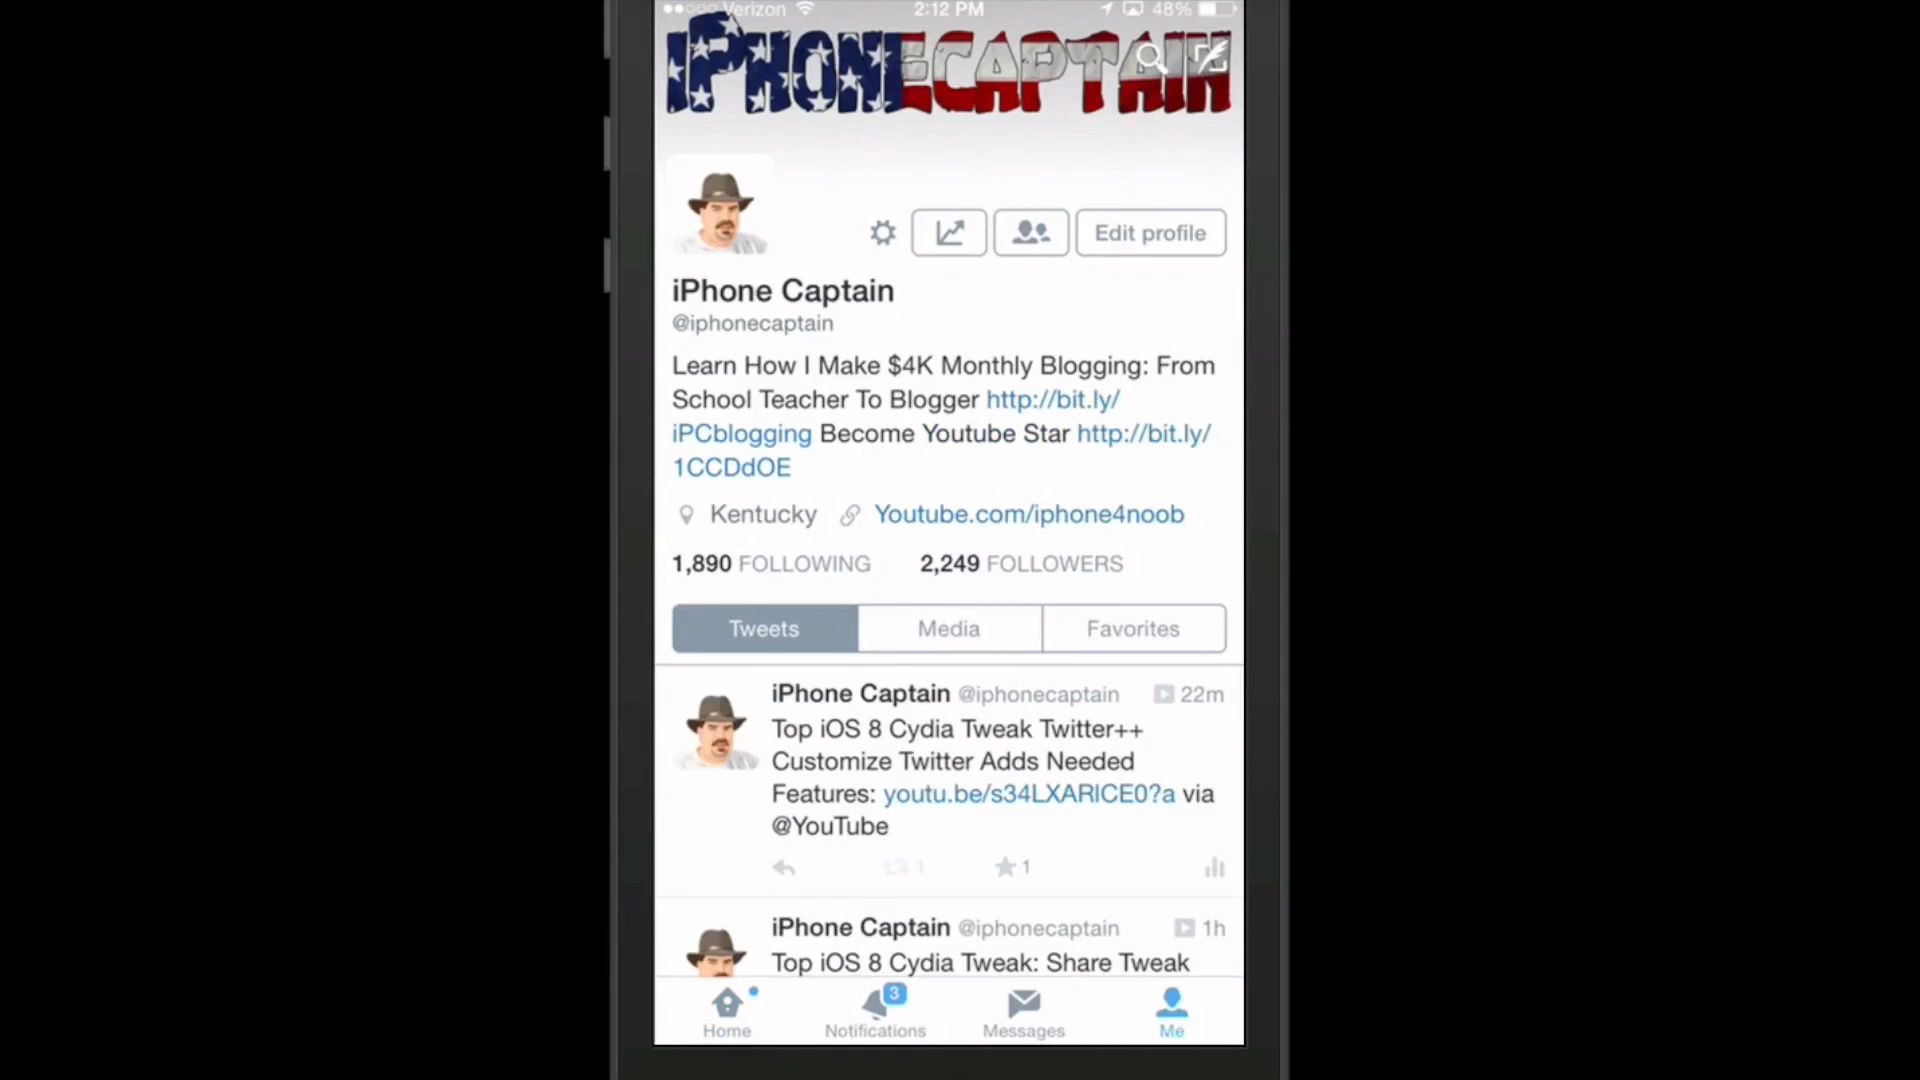 Verizon 2:12 PM 48%
iPHONECAPTAIN
Edit profile
iPhone Captain
@iphonecaptain
Learn How I Make $4K Monthly Blogging: From
School Teacher To Blogger http://bit.ly/
iPCblogging Become Youtube Star http://bit.ly/
1CCDdOE
Kentucky Youtube.com/iphone4noob
1,890 FOLLOWING 2,249 FOLLOWERS
Tweets Media Favorites
iPhone Captain @iphonecaptain 22m
Top iOS 8 Cydia Tweak Twitter++
Customize Twitter Adds Needed
Features: youtu.be/s34LXARlCE0?a via
@YouTube
1 1
iPhone Captain @iphonecaptain 1h
Top iOS 8 Cydia Tweak: Share Tweak
3
Home Notifications Messages Me